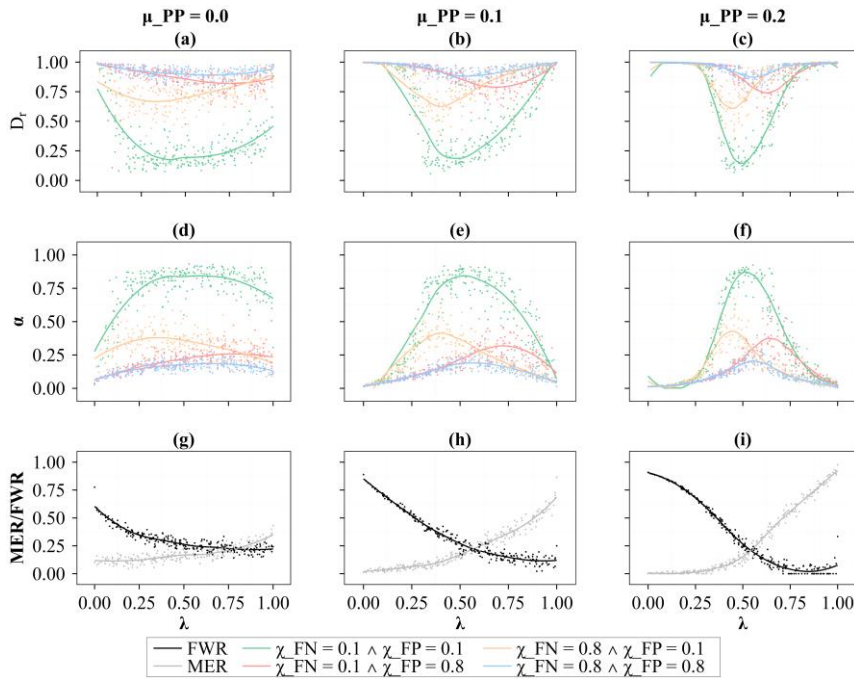 μ_PP = 0.0 μ_PP = 0.1 μ_PP = 0.2
(a) (b) (c)
1.00
0.75
0.50
0.25
0.00
D_r
(d) (e) (f)
1.00
0.75
0.50
0.25
0.00
α
(g) (h) (i)
1.00
0.75
0.50
0.25
0.00
MER/FWR
0.00 0.25 0.50 0.75 1.00 0.00 0.25 0.50 0.75 1.00 0.00 0.25 0.50 0.75 1.00
λ λ λ
FWR χ_FN = 0.1 ∧ χ_FP = 0.1 χ_FN = 0.8 ∧ χ_FP = 0.1
MER χ_FN = 0.1 ∧ χ_FP = 0.8 χ_FN = 0.8 ∧ χ_FP = 0.8